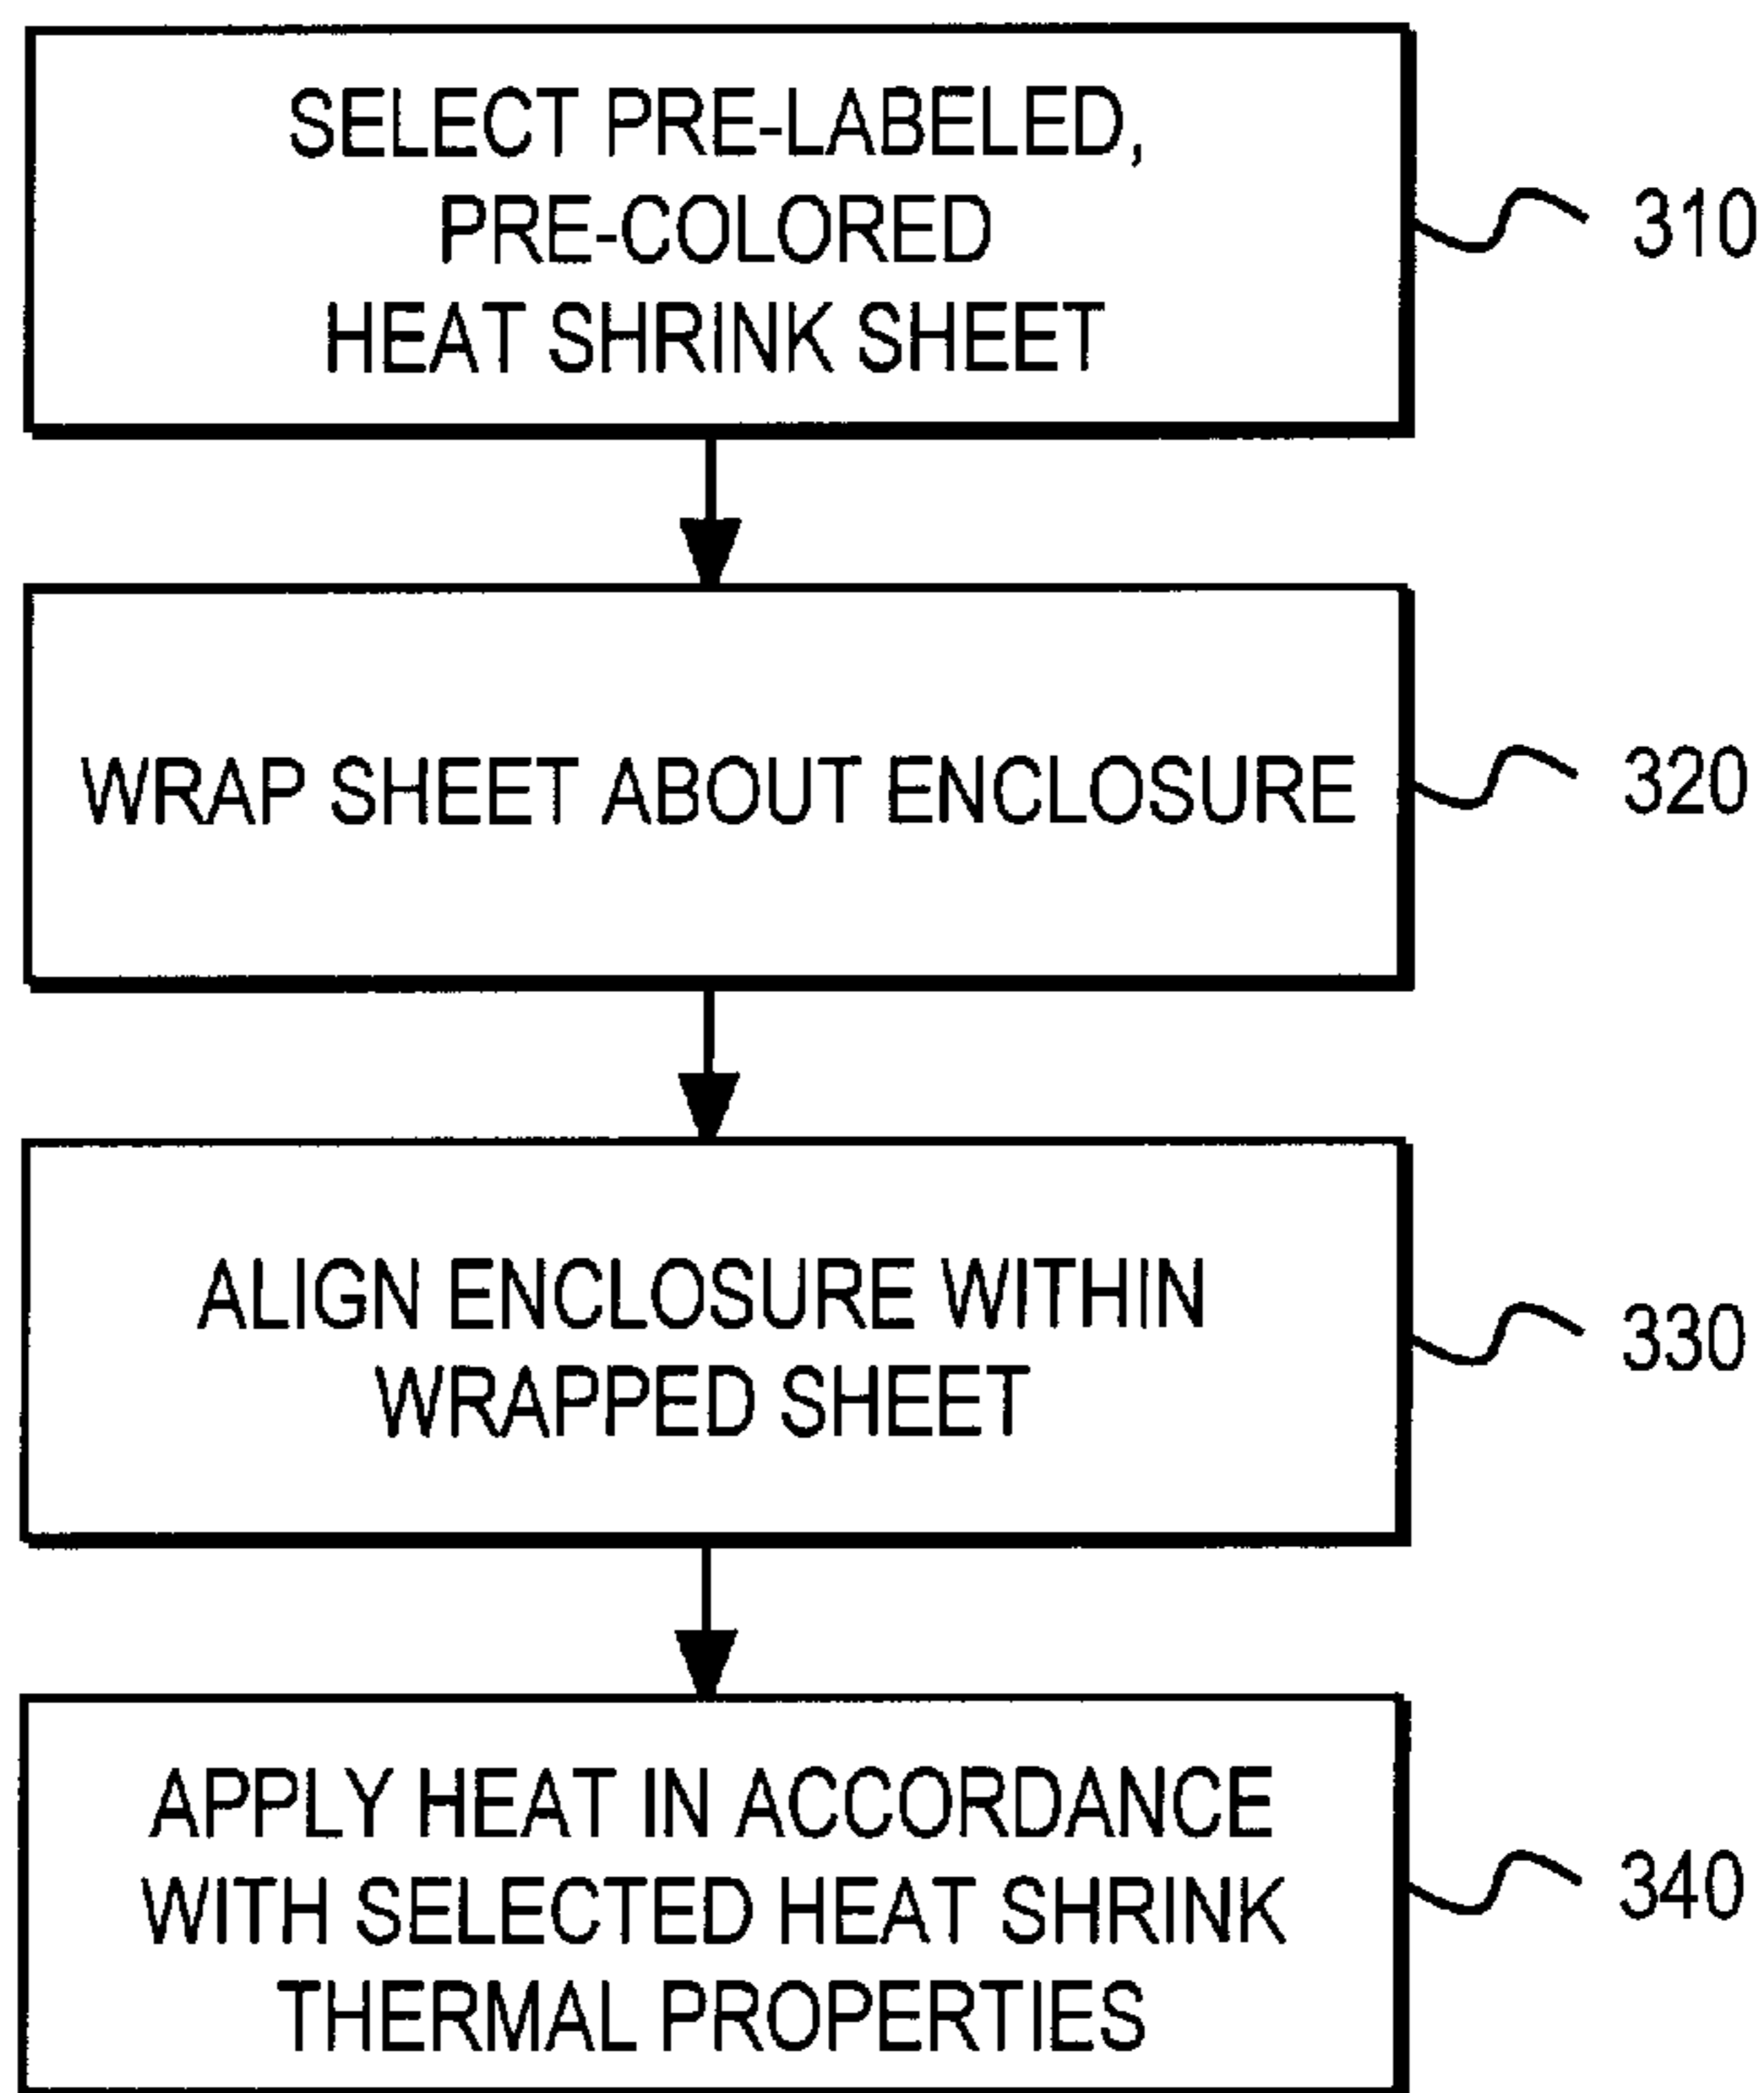 SELECT PRE-LABELED,
PRE-COLORED
HEAT SHRINK SHEET
310
WRAP SHEET ABOUT ENCLOSURE
320
ALIGN ENCLOSURE WITHIN
WRAPPED SHEET
330
APPLY HEAT IN ACCORDANCE
WITH SELECTED HEAT SHRINK
THERMAL PROPERTIES
340